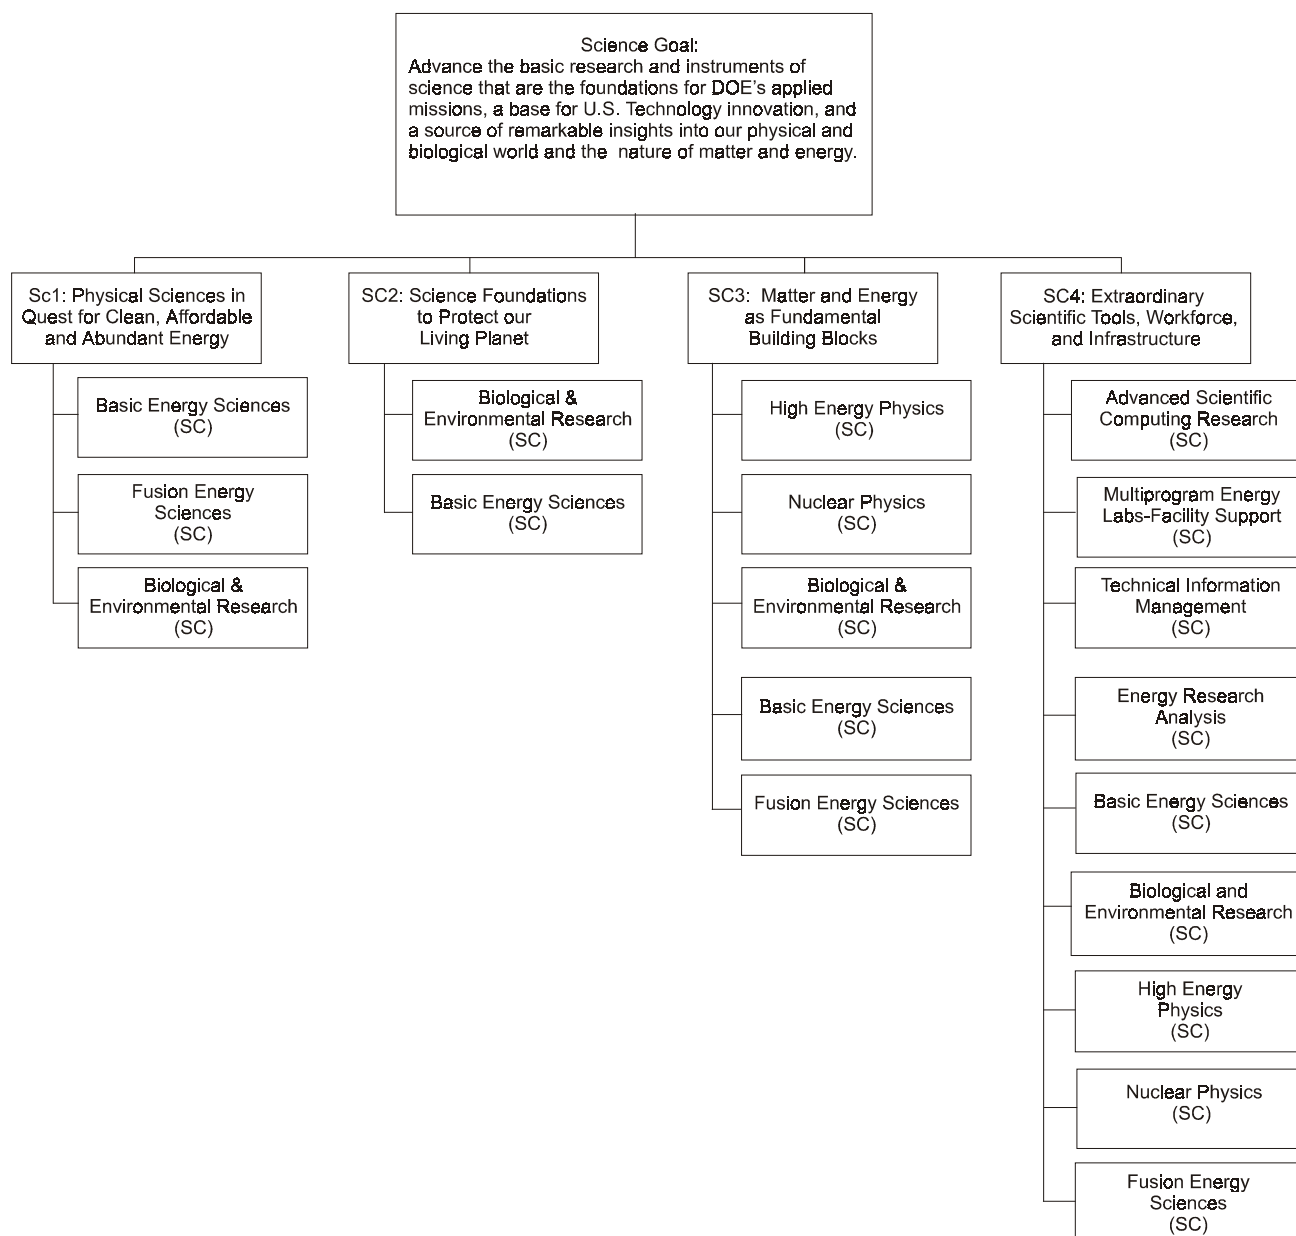 Science Goal:
Advance the basic research and instruments of
science that are the foundations for DOE's applied
missions, a base for U.S. Technology innovation, and
a source of remarkable insights into our physical and
biological world and the nature of matter and energy.
Sc1: Physical Sciences in
Quest for Clean, Affordable
and Abundant Energy
Basic Energy Sciences
(SC)
Fusion Energy
Sciences
(SC)
Biological &
Environmental Research
(SC)
SC2: Science Foundations
to Protect our
Living Planet
Biological &
Environmental Research
(SC)
Basic Energy Sciences
(SC)
SC3: Matter and Energy
as Fundamental
Building Blocks
High Energy Physics
(SC)
Nuclear Physics
(SC)
Biological &
Environmental Research
(SC)
Basic Energy Sciences
(SC)
Fusion Energy Sciences
(SC)
SC4: Extraordinary
Scientific Tools, Workforce,
and Infrastructure
Advanced Scientific
Computing Research
(SC)
Multiprogram Energy
Labs-Facility Support
(SC)
Technical Information
Management
(SC)
Energy Research
Analysis
(SC)
Basic Energy Sciences
(SC)
Biological and
Environmental Research
(SC)
High Energy
Physics
(SC)
Nuclear Physics
(SC)
Fusion Energy
Sciences
(SC)